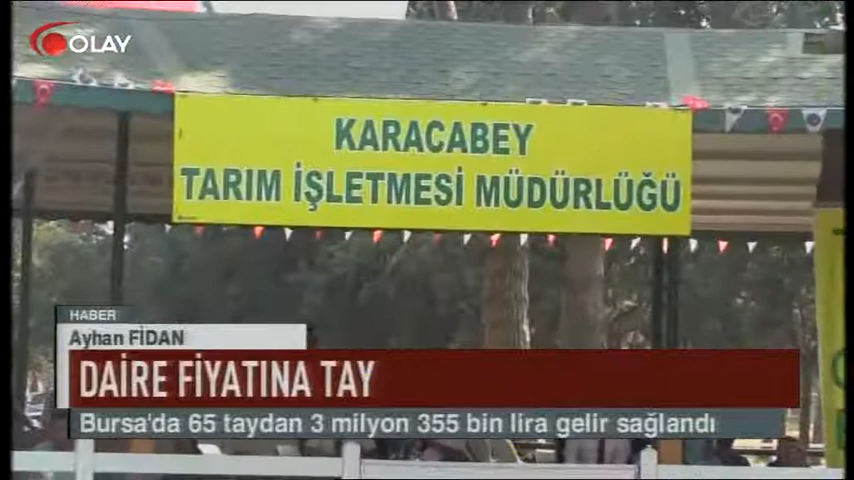 OLAY
KARACABEY
TARIM İŞLETMESİ MÜDÜRLÜĞÜ
HABER
Ayhan FİDAN
DAİRE FİYATINA TAY
Bursa'da 65 taydan 3 milyon 355 bin lira gelir sağlandı